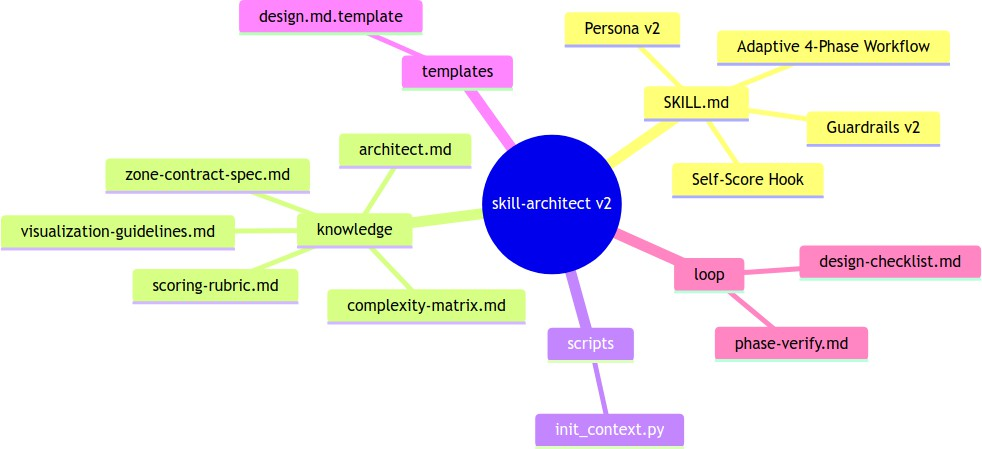 design.md.template
Persona v2
Adaptive 4-Phase Workflow
templates
SKILL.md
Guardrails v2
architect.md
zone-contract-spec.md
Self-Score Hook
skill-architect v2
knowledge
visualization-guidelines.md
design-checklist.md
loop
scoring-rubric.md
complexity-matrix.md
scripts
phase-verify.md
init_context.py